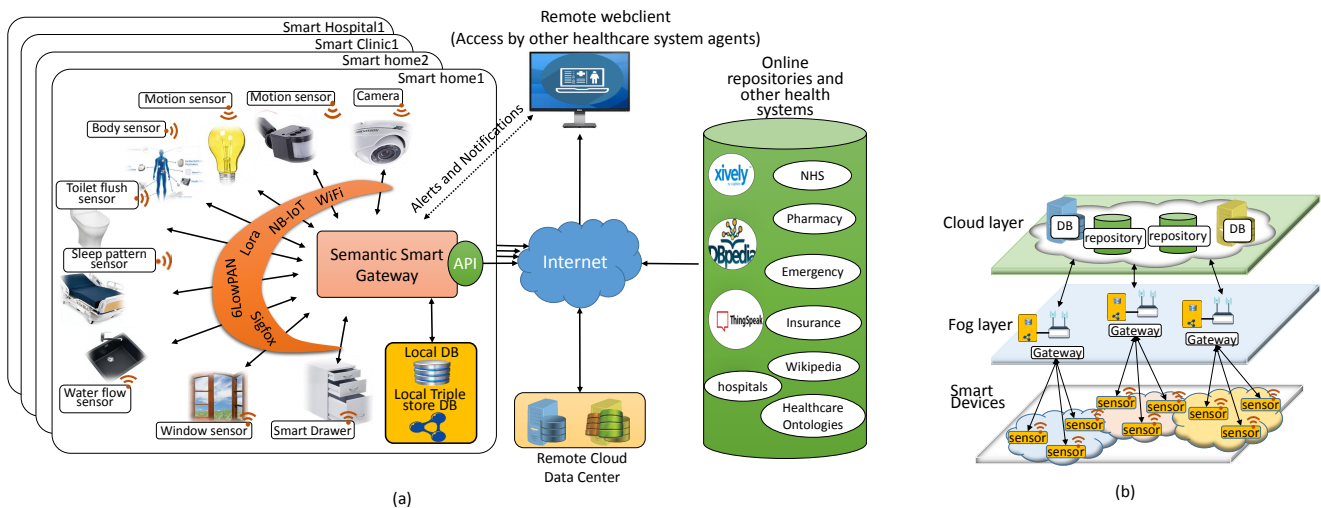 Smart Hospital1
Smart Clinic1
Smart home2
Smart home1
Motion sensor
Motion sensor
Camera
Body sensor
Toilet flush
sensor
Sleep pattern
sensor
Water flow
sensor
Window sensor
Smart Drawer
WiFi
NB-IoT
Lora
6LowPAN
Sigfox
Semantic Smart
Gateway
API
Local DB
Local Triple
store DB
Alerts and Notifications
Remote webclient
(Access by other healthcare system agents)
Internet
Remote Cloud
Data Center
Online
repositories and
other health
systems
xively
NHS
Pharmacy
DBpedia
Emergency
ThingSpeak
Insurance
Wikipedia
hospitals
Healthcare
Ontologies
(a)
Cloud layer
DB
repository
repository
DB
Fog layer
Gateway
Gateway
Gateway
Smart
Devices
sensor
sensor
sensor
sensor
sensor
sensor
sensor
sensor
sensor
(b)